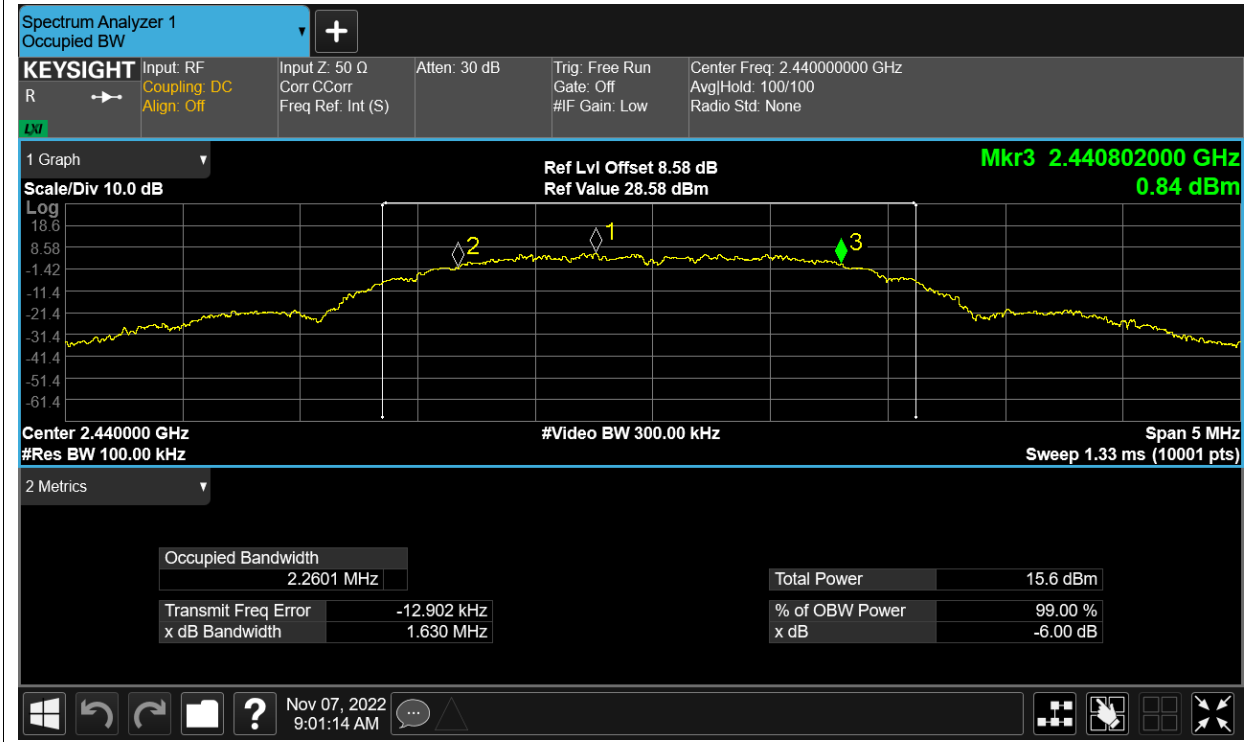 Spectrum Analyzer 1
Occupied BW
+
KEYSIGHT
R
LXI
Input: RF
Coupling: DC
Align: Off
Input Z: 50 Ω
Corr CCorr
Freq Ref: Int (S)
Atten: 30 dB
Trig: Free Run
Gate: Off
#IF Gain: Low
Center Freq: 2.440000000 GHz
Avg|Hold: 100/100
Radio Std: None
1 Graph
Scale/Div 10.0 dB
Ref Lvl Offset 8.58 dB
Ref Value 28.58 dBm
Mkr3 2.440802000 GHz
0.84 dBm
Log
18.6
8.58
-1.42
-11.4
-21.4
-31.4
-41.4
-51.4
-61.4
2
1
3
Center 2.440000 GHz
#Video BW 300.00 kHz
Span 5 MHz
#Res BW 100.00 kHz
Sweep 1.33 ms (10001 pts)
2 Metrics
Occupied Bandwidth
2.2601 MHz
Total Power 15.6 dBm
Transmit Freq Error -12.902 kHz
% of OBW Power 99.00 %
x dB Bandwidth 1.630 MHz
x dB -6.00 dB
?
Nov 07, 2022
9:01:14 AM